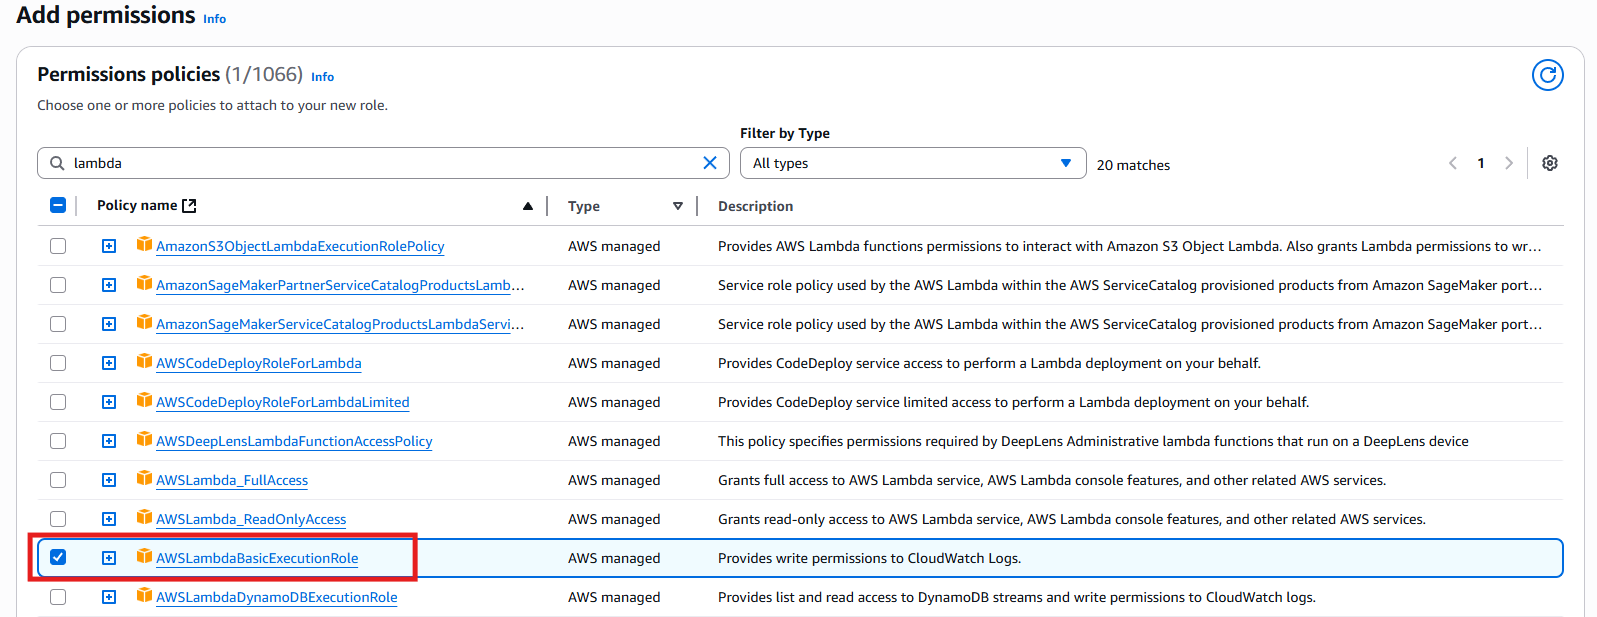 Add permissions Info
Permissions policies (1/1066) Info
Choose one or more policies to attach to your new role.
Filter by Type
lambda All types 20 matches 1
Policy name Type Description
AmazonS3ObjectLambdaExecutionRolePolicy AWS managed Provides AWS Lambda functions permissions to interact with Amazon S3 Object Lambda. Also grants Lambda permissions to wr...
AmazonSageMakerPartnerServiceCatalogProductsLamb... AWS managed Service role policy used by the AWS Lambda within the AWS ServiceCatalog provisioned products from Amazon SageMaker port...
AmazonSageMakerServiceCatalogProductsLambdaServi... AWS managed Service role policy used by the AWS Lambda within the AWS ServiceCatalog provisioned products from Amazon SageMaker port...
AWSCodeDeployRoleForLambda AWS managed Provides CodeDeploy service access to perform a Lambda deployment on your behalf.
AWSCodeDeployRoleForLambdaLimited AWS managed Provides CodeDeploy service limited access to perform a Lambda deployment on your behalf.
AWSDeepLensLambdaFunctionAccessPolicy AWS managed This policy specifies permissions required by DeepLens Administrative lambda functions that run on a DeepLens device
AWSLambda_FullAccess AWS managed Grants full access to AWS Lambda service, AWS Lambda console features, and other related AWS services.
AWSLambda_ReadOnlyAccess AWS managed Grants read-only access to AWS Lambda service, AWS Lambda console features, and other related AWS services.
AWSLambdaBasicExecutionRole AWS managed Provides write permissions to CloudWatch Logs.
AWSLambdaDynamoDBExecutionRole AWS managed Provides list and read access to DynamoDB streams and write permissions to CloudWatch logs.